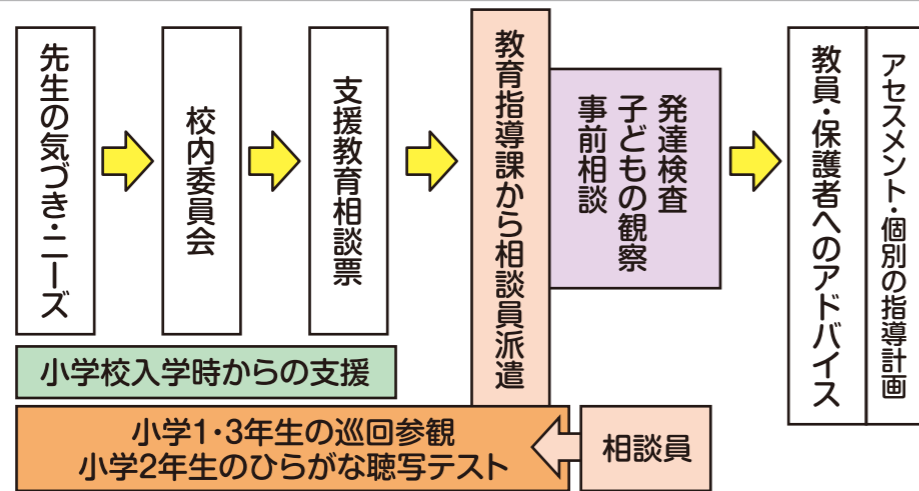 先生の気づき・ニーズ
校内委員会
支援教育相談票
教育指導課から相談員派遣
発達検査
子どもの観察
事前相談
アセスメント・個別の指導計画
教員・保護者へのアドバイス
小学校入学時からの支援
小学1・3年生の巡回参観
小学2年生のひらがな聴写テスト
相談員